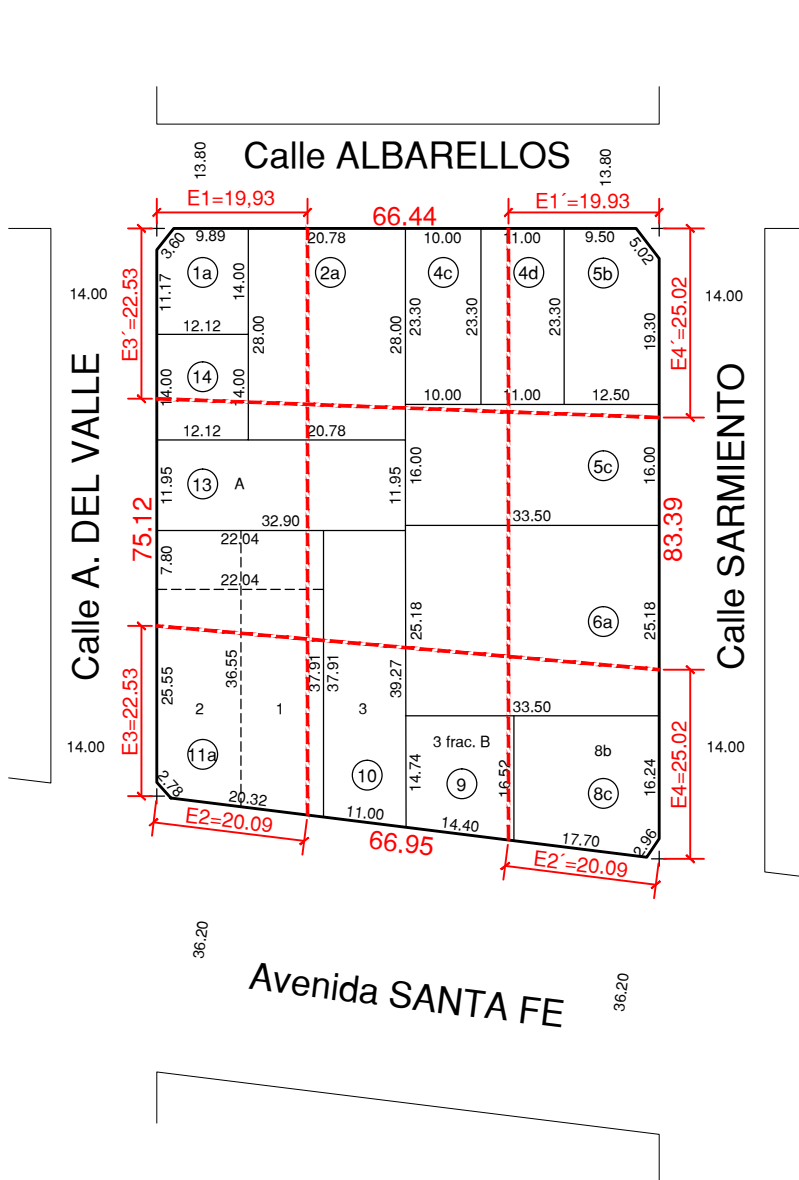 13.80
Calle ALBARELLOS
13.80
E1=19,93
66.44
E1´=19.93
3.60
9.89
20.78
10.00
11.00
9.50
5.02
1a
2a
4c
4d
5b
11.17
14.00
14.00
E3´=22.53
28.00
28.00
23.30
23.30
23.30
19.30
E4´=25.02
14.00
12.12
14
14.00
14.00
10.00
11.00
12.50
12.12
20.78
Calle A. DEL VALLE
75.12
11.95
13
A
11.95
16.00
5c
16.00
83.39
Calle SARMIENTO
32.90
33.50
22.04
7.80
22.04
25.18
6a
25.18
E3=22.53
25.55
36.55
37.91
37.91
39.27
2
1
3
33.50
14.00
11a
3 frac. B
8b
14.00
10
14.74
9
16.52
8c
16.24
E4=25.02
2.78
20.32
11.00
14.40
17.70
2.96
E2=20.09
66.95
E2´=20.09
36.20
Avenida SANTA FE
36.20